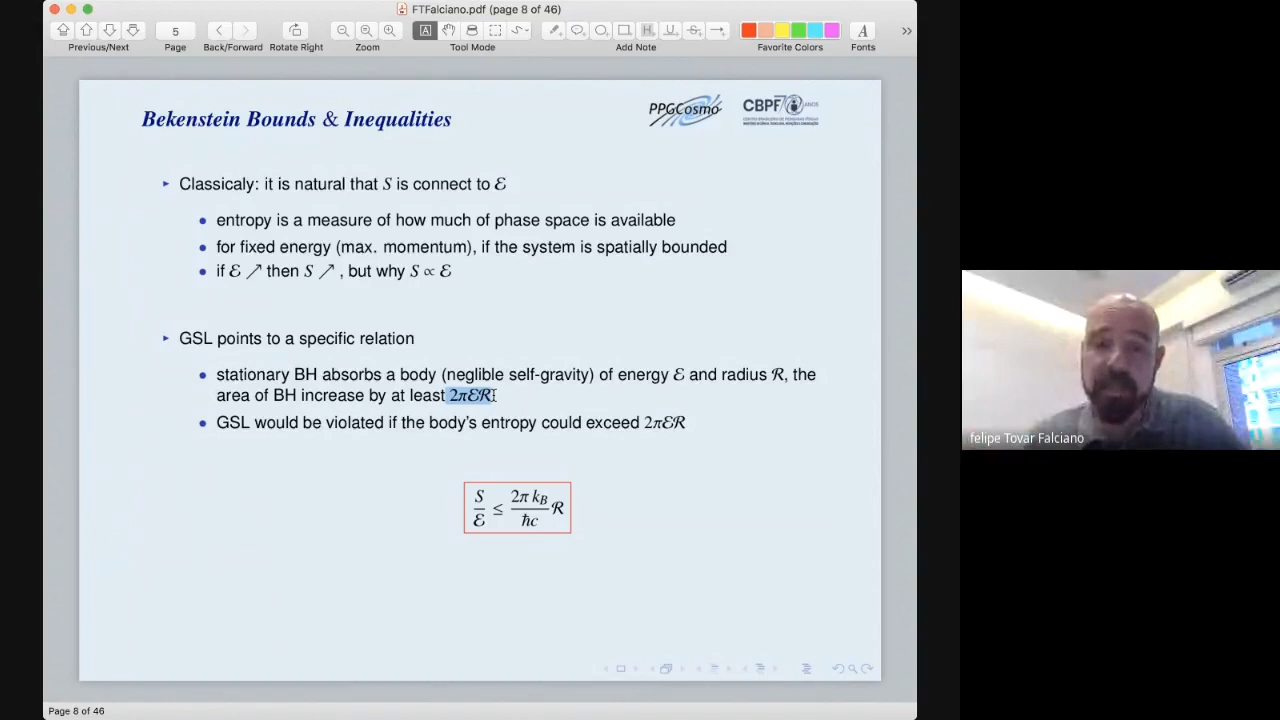 FTFalciano.pdf (page 8 of 46)
5
A
Previous/Next Page Back/Forward Rotate Right Zoom Tool Mode Add Note Favorite Colors Fonts
Bekenstein Bounds & Inequalities
PPGCosmo
CBPF 70 ANOS
Classicaly: it is natural that S is connect to ℰ
entropy is a measure of how much of phase space is available
for fixed energy (max. momentum), if the system is spatially bounded
if ℰ ↗ then S ↗ , but why S ∝ ℰ
GSL points to a specific relation
stationary BH absorbs a body (neglible self-gravity) of energy ℰ and radius ℛ, the
area of BH increase by at least 2πℰℛ
GSL would be violated if the body's entropy could exceed 2πℰℛ
S/ℰ ≤ 2π k_B/ħc ℛ
felipe Tovar Falciano
Page 8 of 46